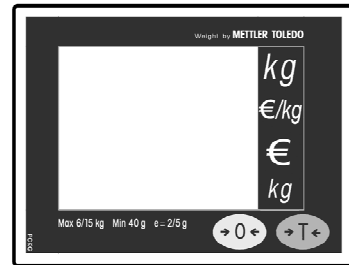 Weight by METTLER TOLEDO
kg
€/kg
€
kg
Max 6/15 kg Min 40 g e = 2/5 g
→0← →T←